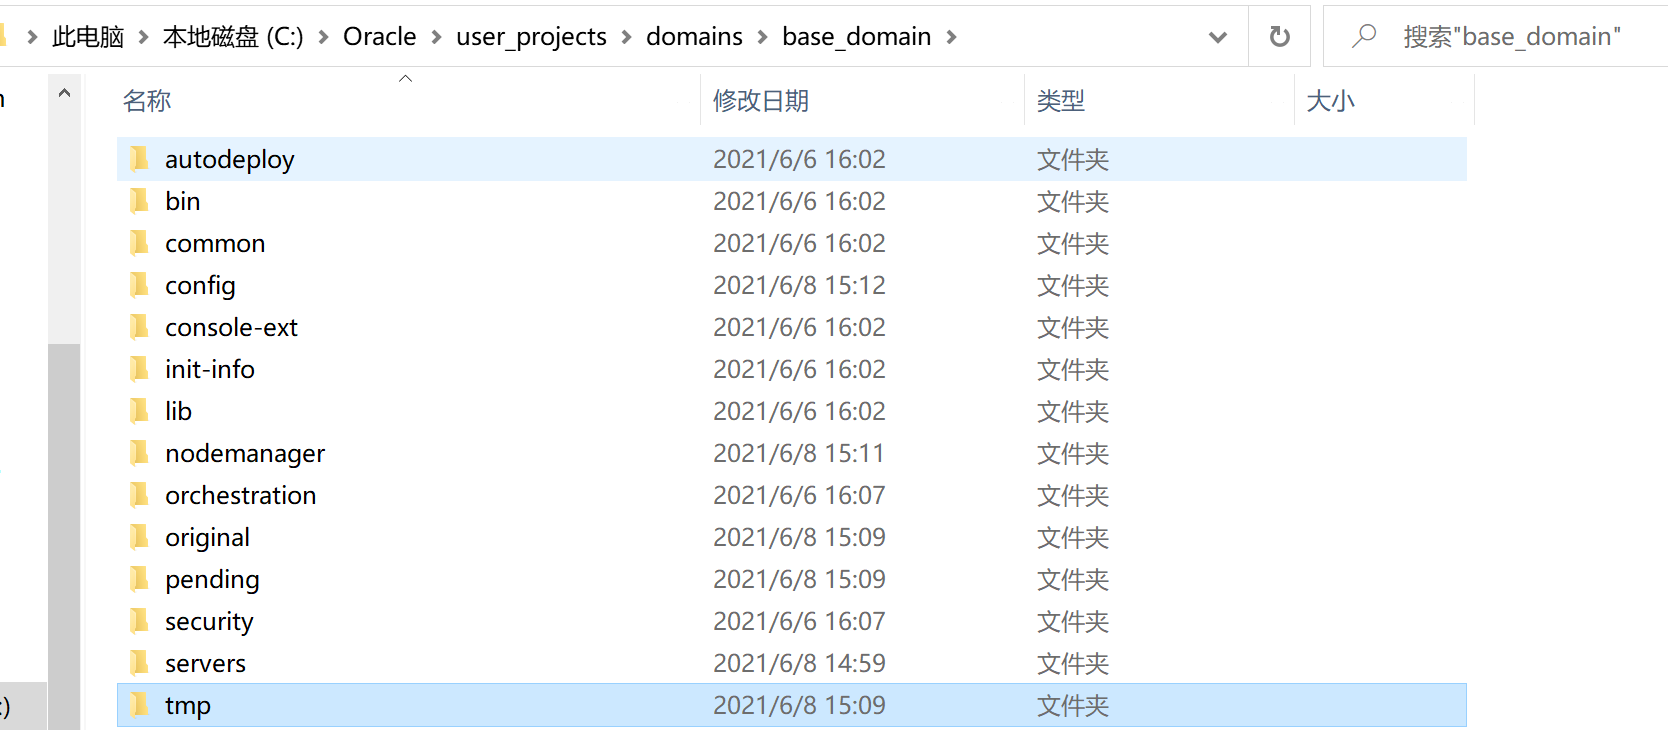 此电脑 本地磁盘 (C:) Oracle user_projects domains base_domain 搜索"base_domain"
名称 修改日期 类型 大小
autodeploy 2021/6/6 16:02 文件夹
bin 2021/6/6 16:02 文件夹
common 2021/6/6 16:02 文件夹
config 2021/6/8 15:12 文件夹
console-ext 2021/6/6 16:02 文件夹
init-info 2021/6/6 16:02 文件夹
lib 2021/6/6 16:02 文件夹
nodemanager 2021/6/8 15:11 文件夹
orchestration 2021/6/6 16:07 文件夹
original 2021/6/8 15:09 文件夹
pending 2021/6/8 15:09 文件夹
security 2021/6/6 16:07 文件夹
servers 2021/6/8 14:59 文件夹
tmp 2021/6/8 15:09 文件夹